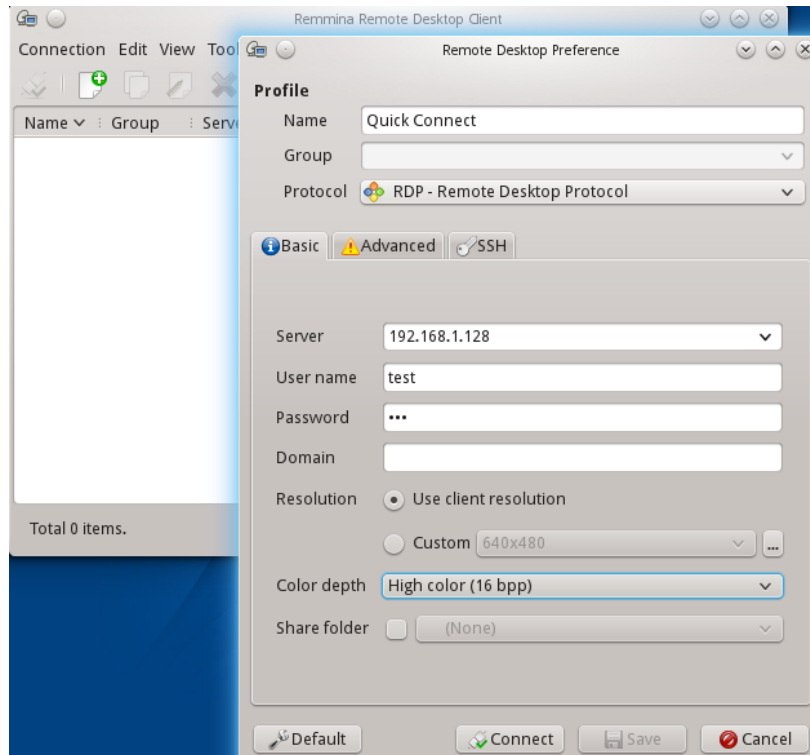 Remmina Remote Desktop Client
Connection Edit View Tool
Name Group Serve
Total 0 items.
Remote Desktop Preference
Profile
Name Quick Connect
Group
Protocol RDP - Remote Desktop Protocol
Basic Advanced SSH
Server 192.168.1.128
User name test
Password •••
Domain
Resolution Use client resolution
Custom 640x480 ...
Color depth High color (16 bpp)
Share folder (None)
Default Connect Save Cancel